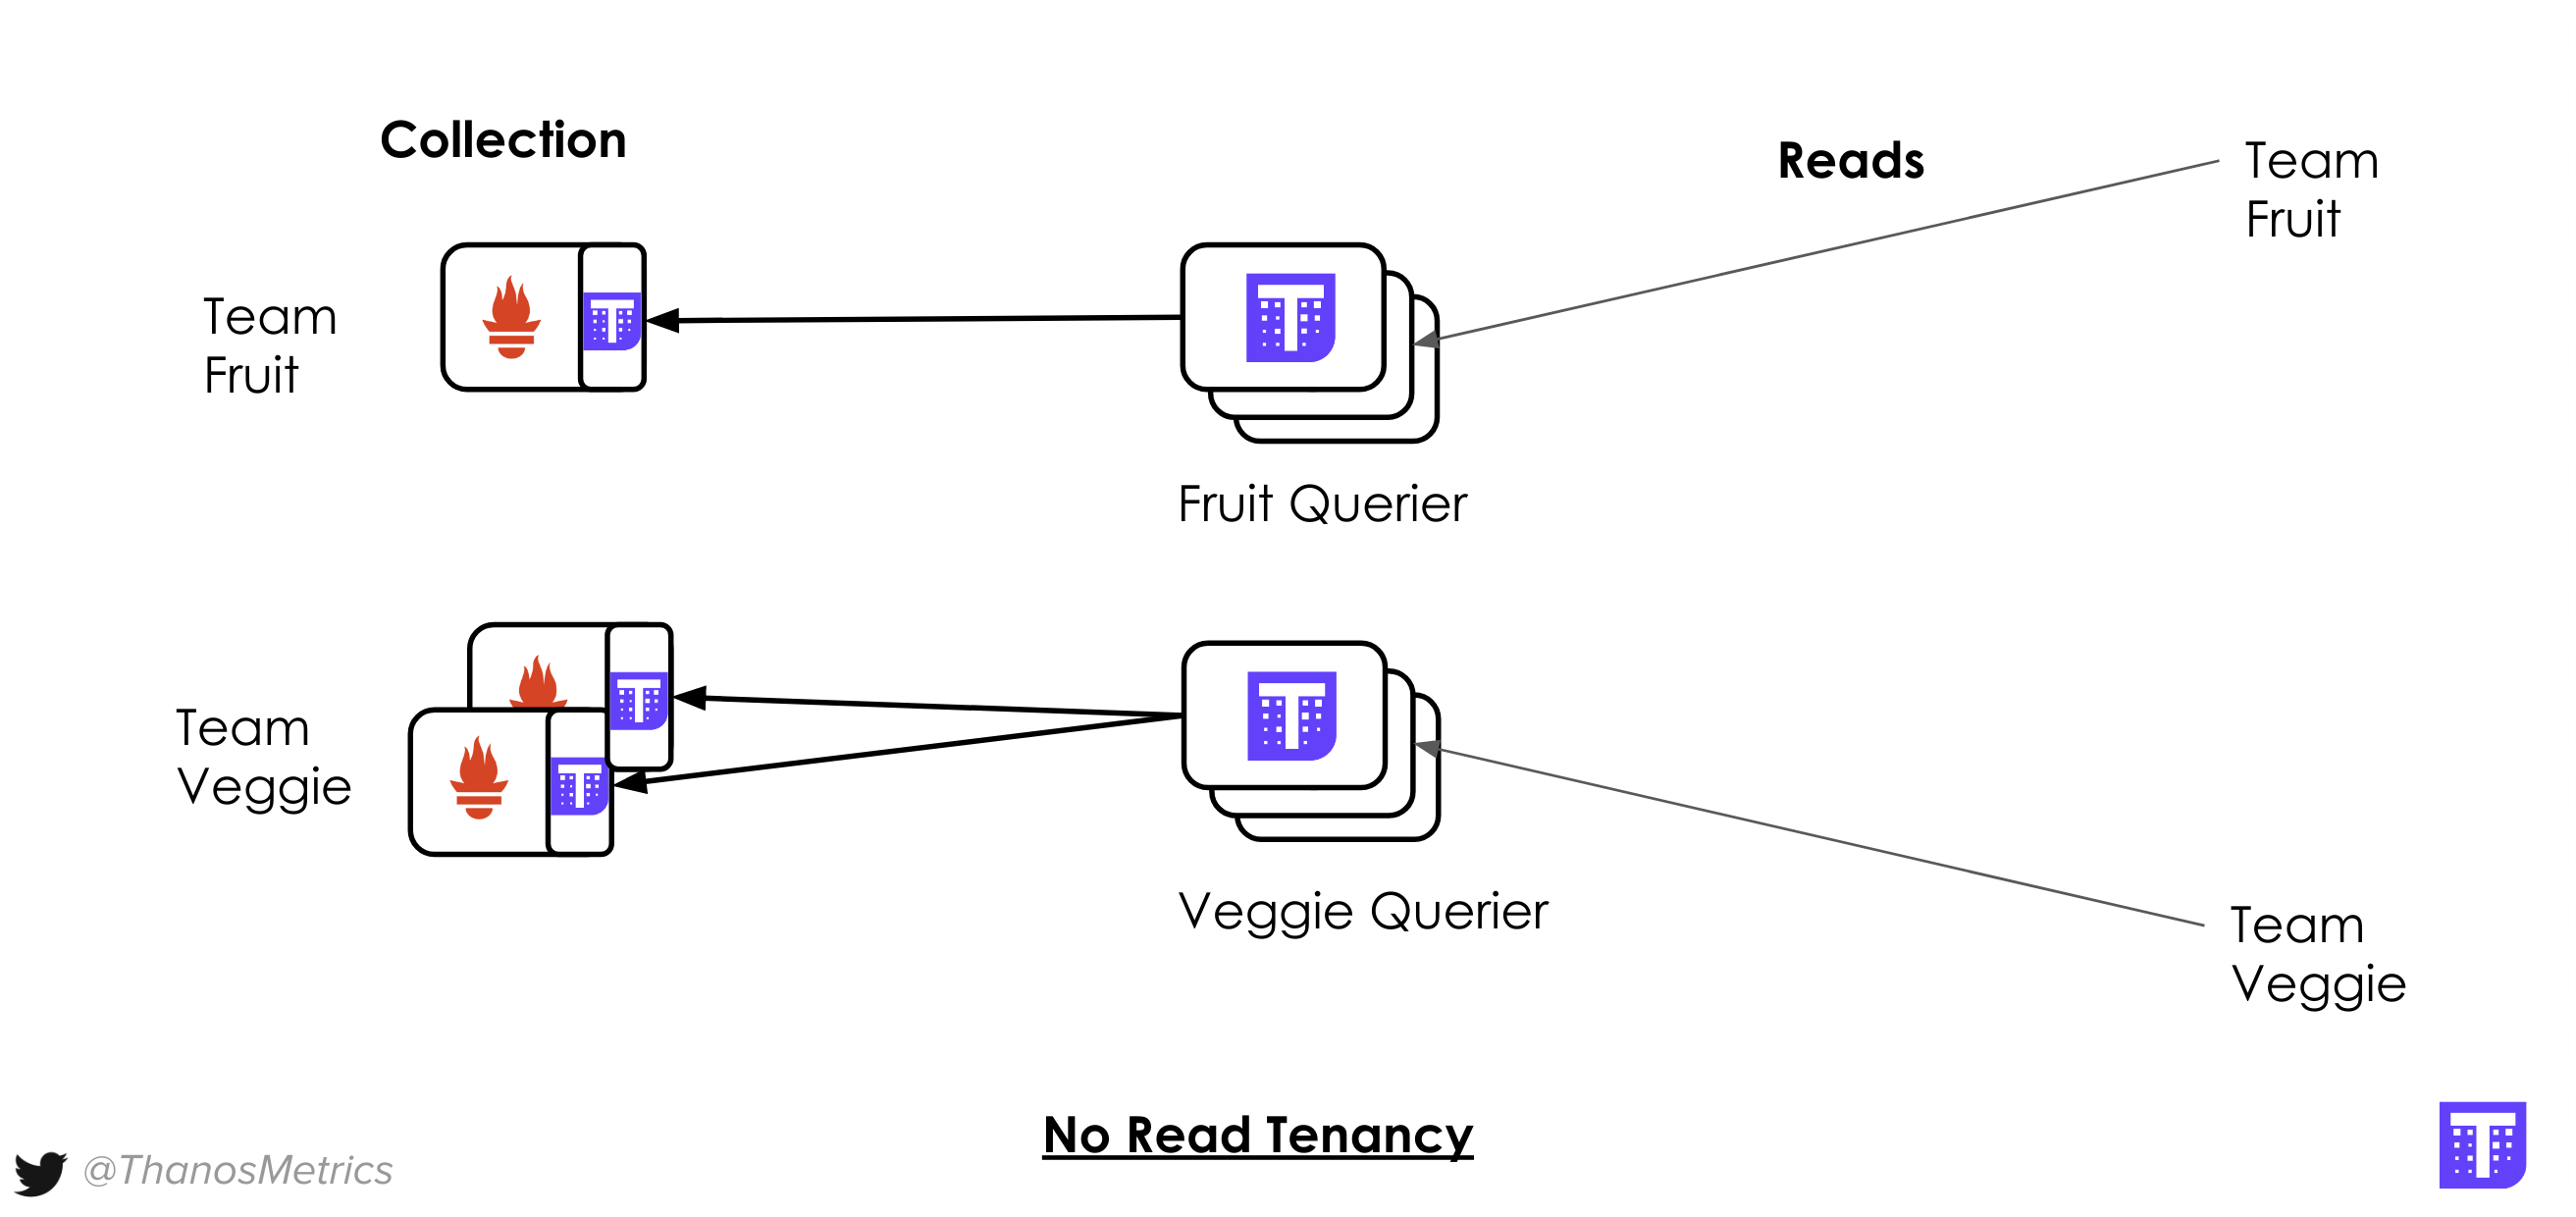 Collection
Reads
Team
Fruit
Team
Fruit
Fruit Querier
Team
Veggie
Veggie Querier
Team
Veggie
No Read Tenancy
@ThanosMetrics